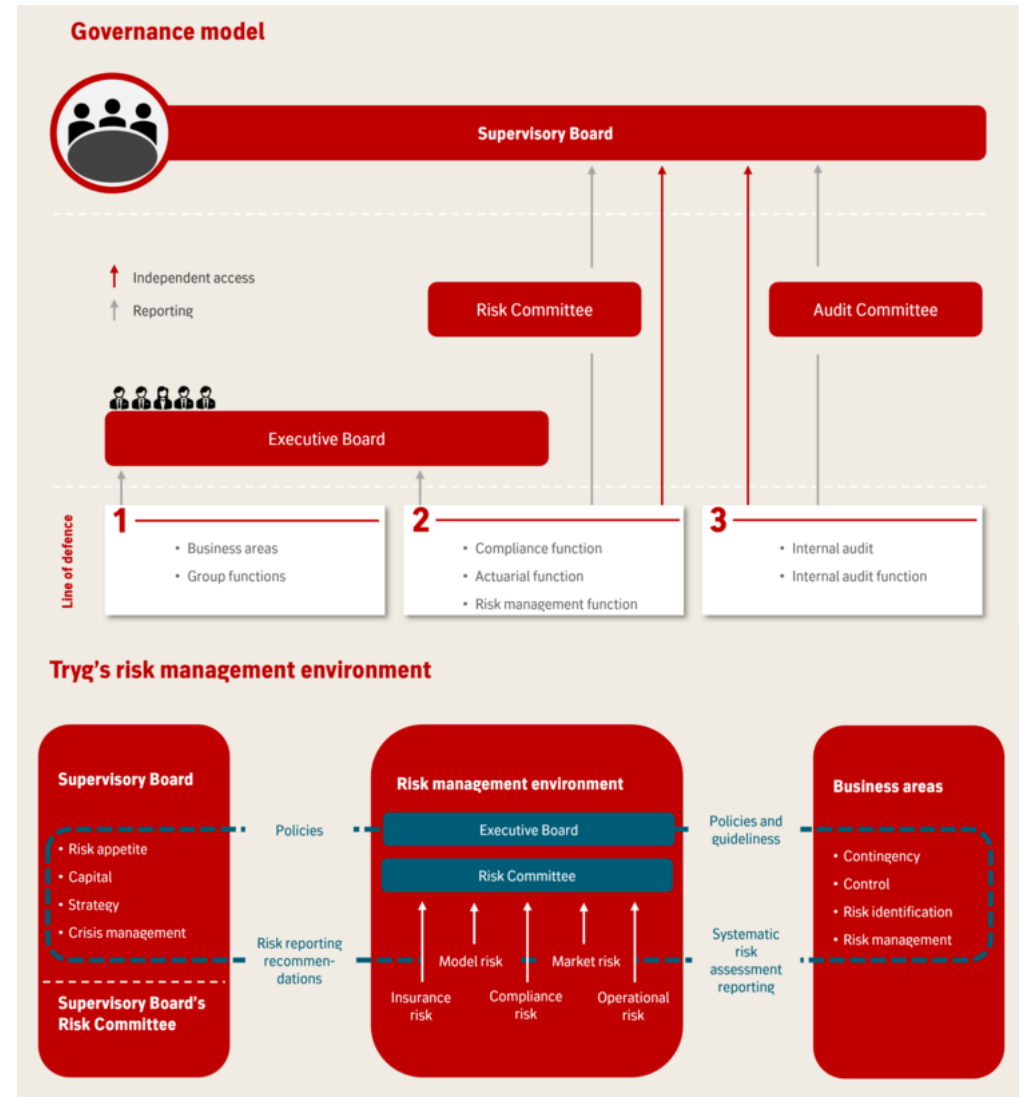 Governance model
Supervisory Board
Independent access
Reporting
Risk Committee
Audit Committee
Executive Board
Line of defence
1
• Business areas
• Group functions
2
• Compliance function
• Actuarial function
• Risk management function
3
• Internal audit
• Internal audit function
Tryg's risk management environment
Supervisory Board
• Risk appetite
• Capital
• Strategy
• Crisis management
Supervisory Board's
Risk Committee
Policies
Risk reporting
recommen-
dations
Risk management environment
Executive Board
Risk Committee
Model risk
Market risk
Insurance
risk
Compliance
risk
Operational
risk
Policies and
guideliness
Systematic
risk
assessment
reporting
Business areas
• Contingency
• Control
• Risk identification
• Risk management